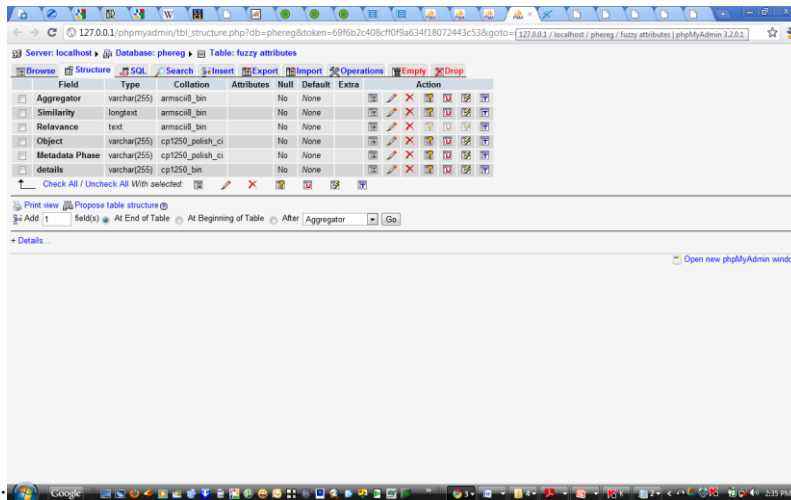 127.0.0.1/phpmyadmin/tbl_structure.php?db=phereg&token=69f6b2c408cff0f9a634f18072443c53&goto=
127.0.0.1 / localhost / phereg / fuzzy attributes | phpMyAdmin 3.2.0.1
Server: localhost Database: phereg Table: fuzzy attributes
Browse Structure SQL Search Insert Export Import Operations Empty Drop
Field Type Collation Attributes Null Default Extra Action
Aggregator varchar(255) armscii8_bin No None
Similarity longtext armscii8_bin No None
Relavance text armscii8_bin No None
Object varchar(255) cp1250_polish_ci No None
Metadata Phase varchar(255) cp1250_polish_ci No None
details varchar(255) cp1250_bin No None
Check All / Uncheck All With selected:
Print view Propose table structure
Add 1 field(s) At End of Table At Beginning of Table After Aggregator Go
+ Details...
Open new phpMyAdmin windo
Google 2:35 PM